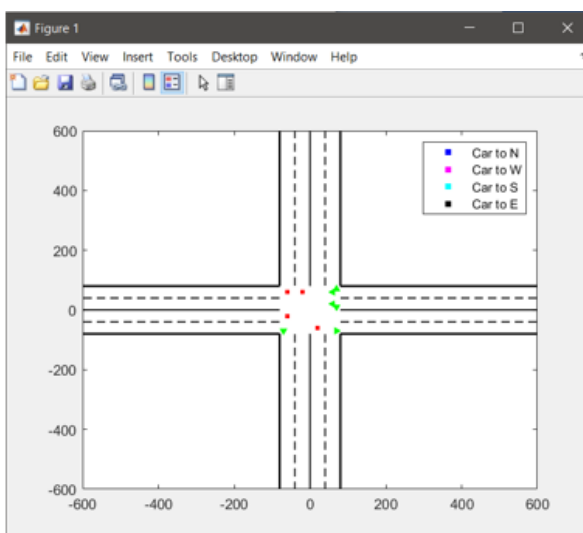 Figure 1
File Edit View Insert Tools Desktop Window Help
600
400
200
0
-200
-400
-600
-600 -400 -200 0 200 400 600
Car to N
Car to W
Car to S
Car to E